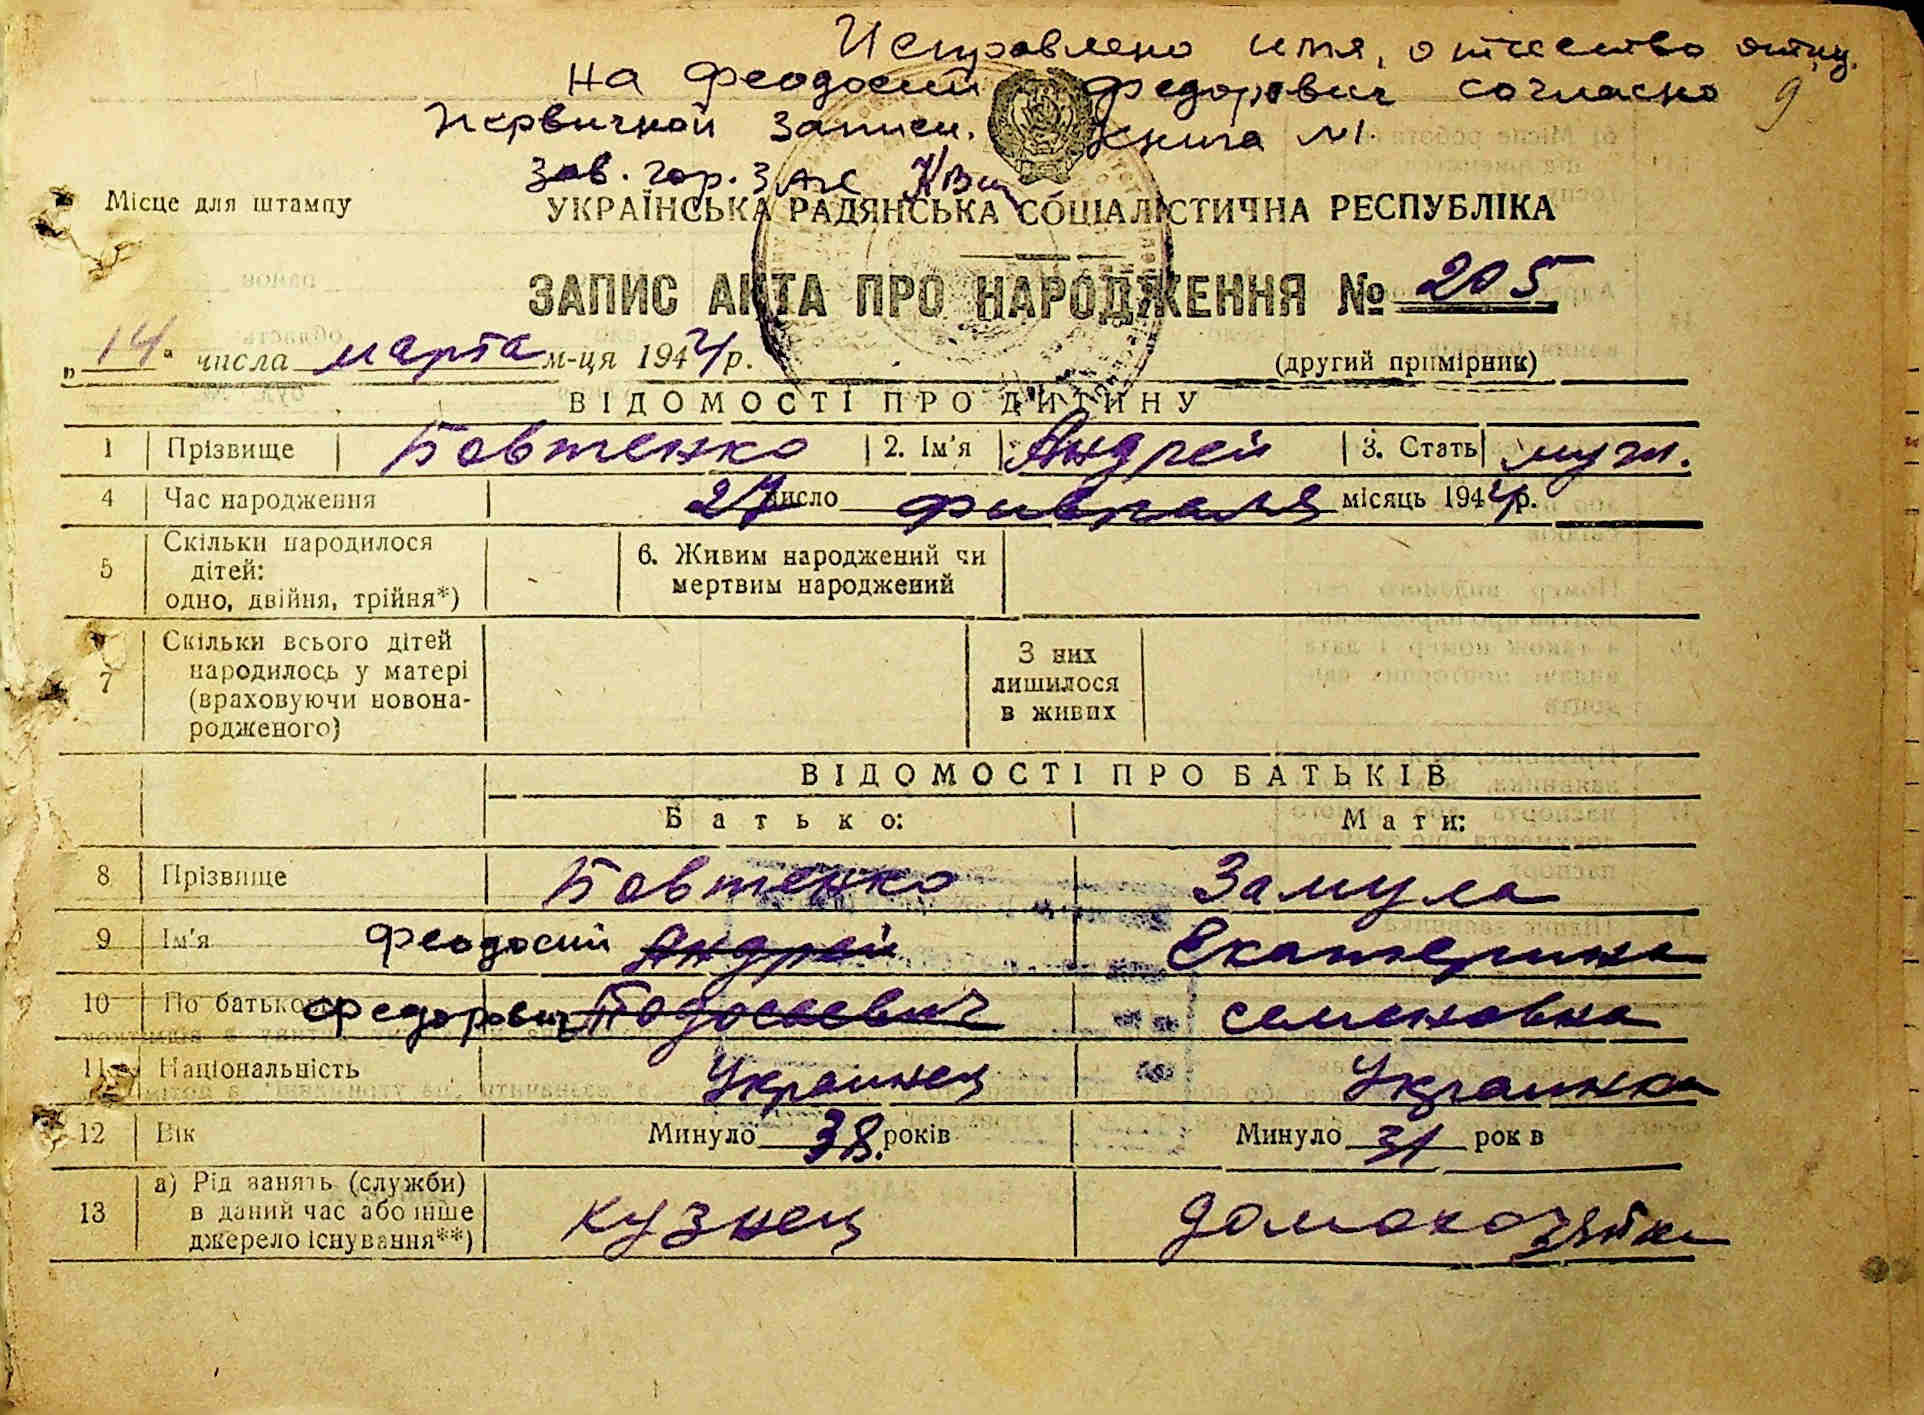 Исправлено имя, отчество отцу.
на Феодосий Федорович согласно 9
первичной записи. Книга №1
Зав. гор. ЗАГС
Місце для штампу
УКРАЇНСЬКА РАДЯНСЬКА СОЦІАЛІСТИЧНА РЕСПУБЛІКА
ЗАПИС АКТА ПРО НАРОДЖЕННЯ № 205
„14" числа марта м-ця 1944 р. (другий примірник)
ВІДОМОСТІ ПРО ДИТИНУ
1 Прізвище Бовтенко 2. Ім'я Андрей 3. Стать муж.
4 Час народження 27 число фивраля місяць 1944 р.
5 Скільки народилося дітей: одно, двійня, трійня*) - 6. Живим народжений чи мертвим народжений
7 Скільки всього дітей народилось у матері (враховуючи новонародженого) З них лишилося в живих
ВІДОМОСТІ ПРО БАТЬКІВ
Батько: Мати:
8 Прізвище Бовтенко Замула
9 Ім'я Феодосий Андрей Екатерина
10 По батькові Федорович Тодосеевич семеновна
11 Національність Украинец Украинка
12 Вік Минуло 38. років Минуло 31 рок в
13 а) Рід занять (служби) в даний час або інше джерело існування**) кузнец домохозяйка